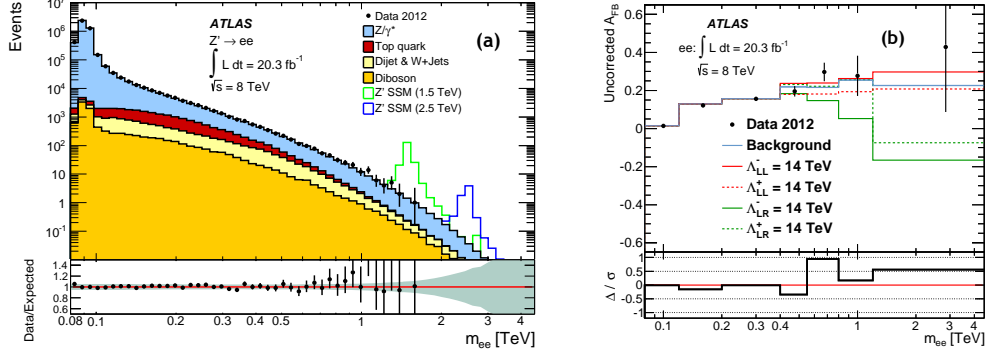 Events
10⁷
10⁶
10⁵
10⁴
10³
10²
10
1
10⁻¹
ATLAS
Z' → ee
∫ L dt = 20.3 fb⁻¹
√s = 8 TeV
Data 2012
Z/γ*
Top quark
Dijet & W+Jets
Diboson
Z' SSM (1.5 TeV)
Z' SSM (2.5 TeV)
(a)
Data/Expected
1.4
1.2
1.0
0.8
0.6
0.08 0.1 0.2 0.3 0.4 0.5 1 2 3 4
m_ee [TeV]
Uncorrected A_FB
0.6
0.4
0.2
0
-0.2
-0.4
-0.6
ATLAS
ee: ∫ L dt = 20.3 fb⁻¹
√s = 8 TeV
(b)
Data 2012
Background
Λ⁻_LL = 14 TeV
Λ⁺_LL = 14 TeV
Λ⁻_LR = 14 TeV
Λ⁺_LR = 14 TeV
Δ / σ
1
0.5
0
-0.5
-1
0.1 0.2 0.3 0.4 1 2 3 4
m_ee [TeV]